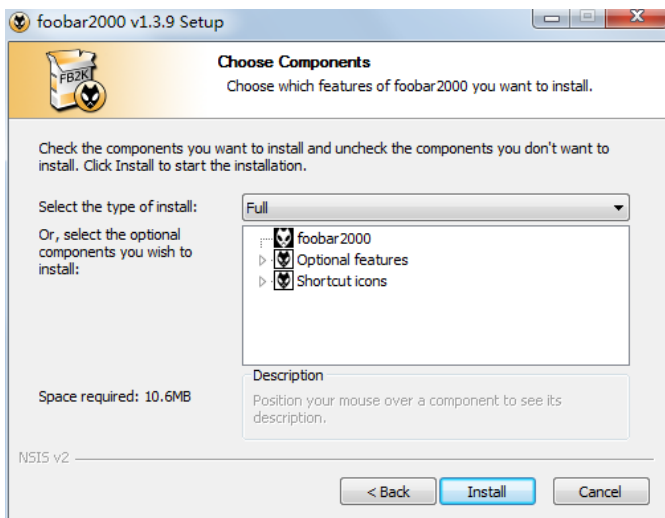 foobar2000 v1.3.9 Setup
FB2K
Choose Components
Choose which features of foobar2000 you want to install.
Check the components you want to install and uncheck the components you don't want to
install. Click Install to start the installation.
Select the type of install:
Full
Or, select the optional
components you wish to
install:
foobar2000
Optional features
Shortcut icons
Space required: 10.6MB
Description
Position your mouse over a component to see its
description.
NSIS v2
< Back
Install
Cancel